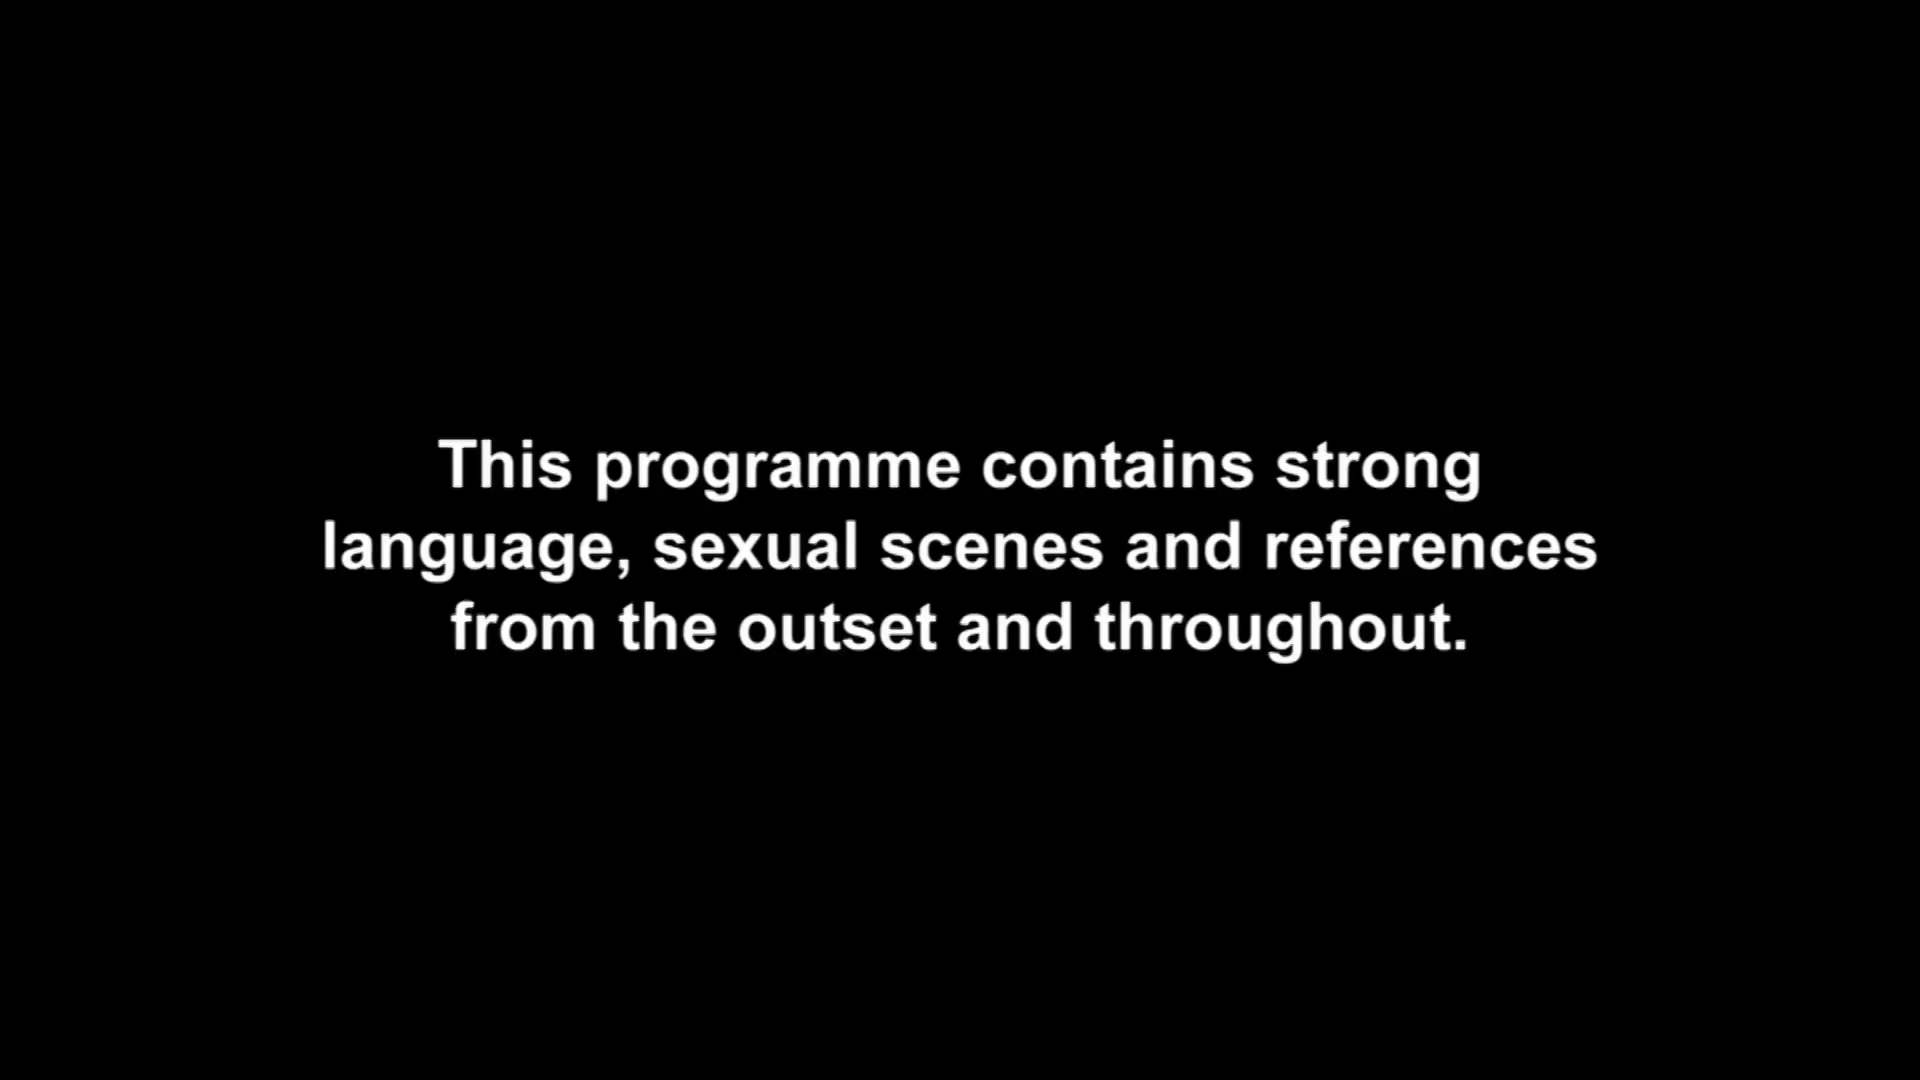 This programme contains strong
language, sexual scenes and references
from the outset and throughout.